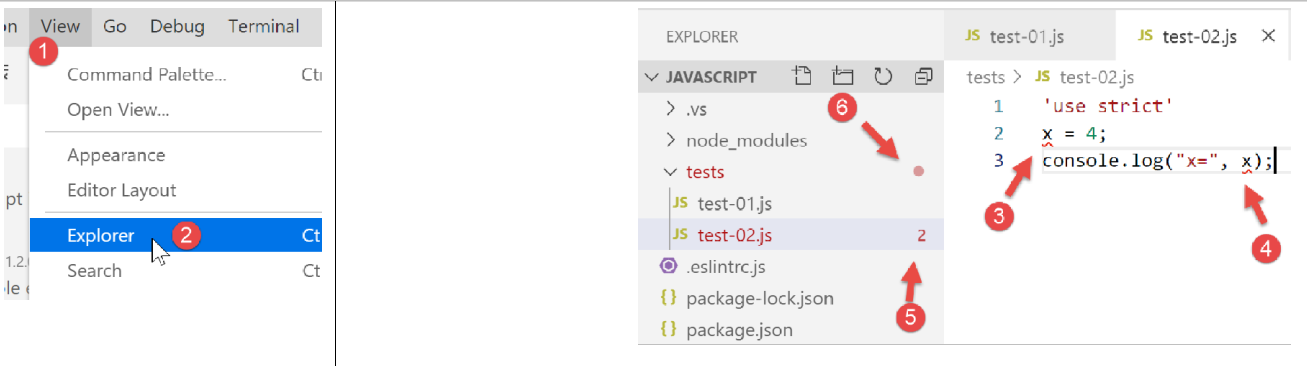 on View Go Debug Terminal
1
Command Palette... Ct
Open View...
Appearance
pt Editor Layout
Explorer 2 Ct
1.2.
Search Ct
ole e
EXPLORER
JAVASCRIPT
6
.vs
node_modules
tests
JS test-01.js
JS test-02.js 2
.eslintrc.js
{} package-lock.json
5
{} package.json
JS test-01.js JS test-02.js
tests > JS test-02.js
1 'use strict'
2 x = 4;
3 console.log("x=", x);
3
4